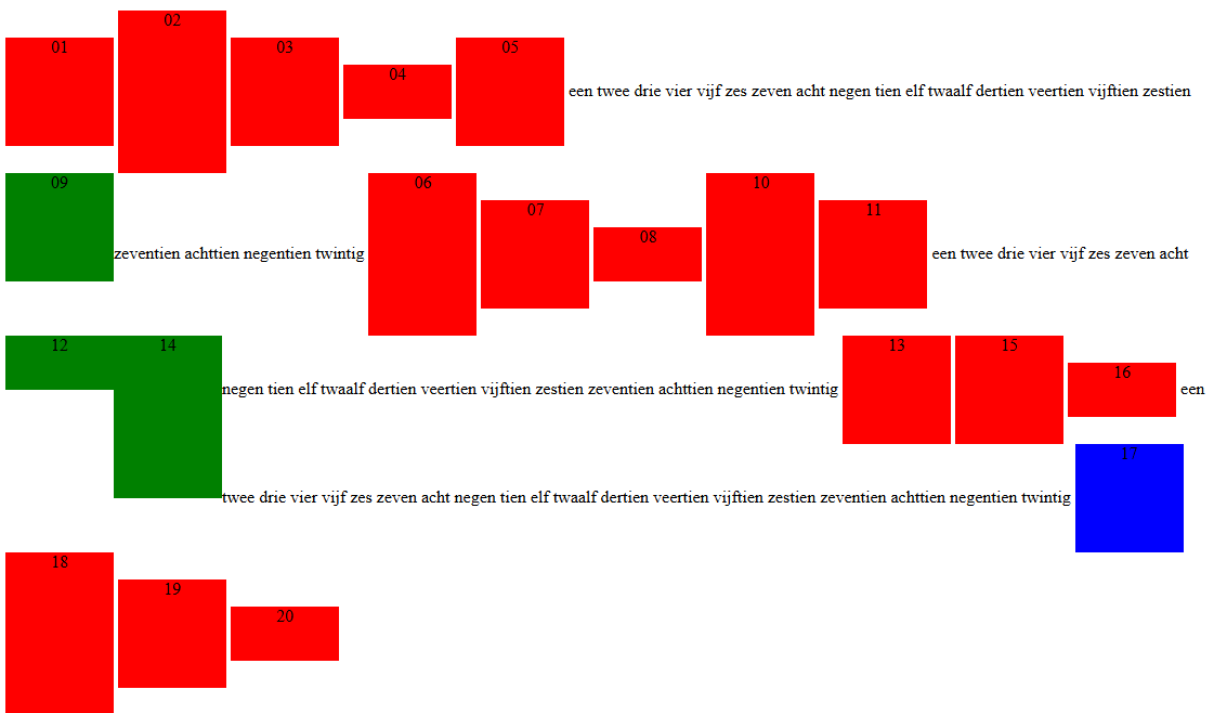 01 02 03 04 05 een twee drie vier vijf zes zeven acht negen tien elf twaalf dertien veertien vijftien zestien
09 zeventien achttien negentien twintig 06 07 08 10 11 een twee drie vier vijf zes zeven acht
12 14 negen tien elf twaalf dertien veertien vijftien zestien zeventien achttien negentien twintig 13 15 16 een
twee drie vier vijf zes zeven acht negen tien elf twaalf dertien veertien vijftien zestien zeventien achttien negentien twintig 17
18 19 20